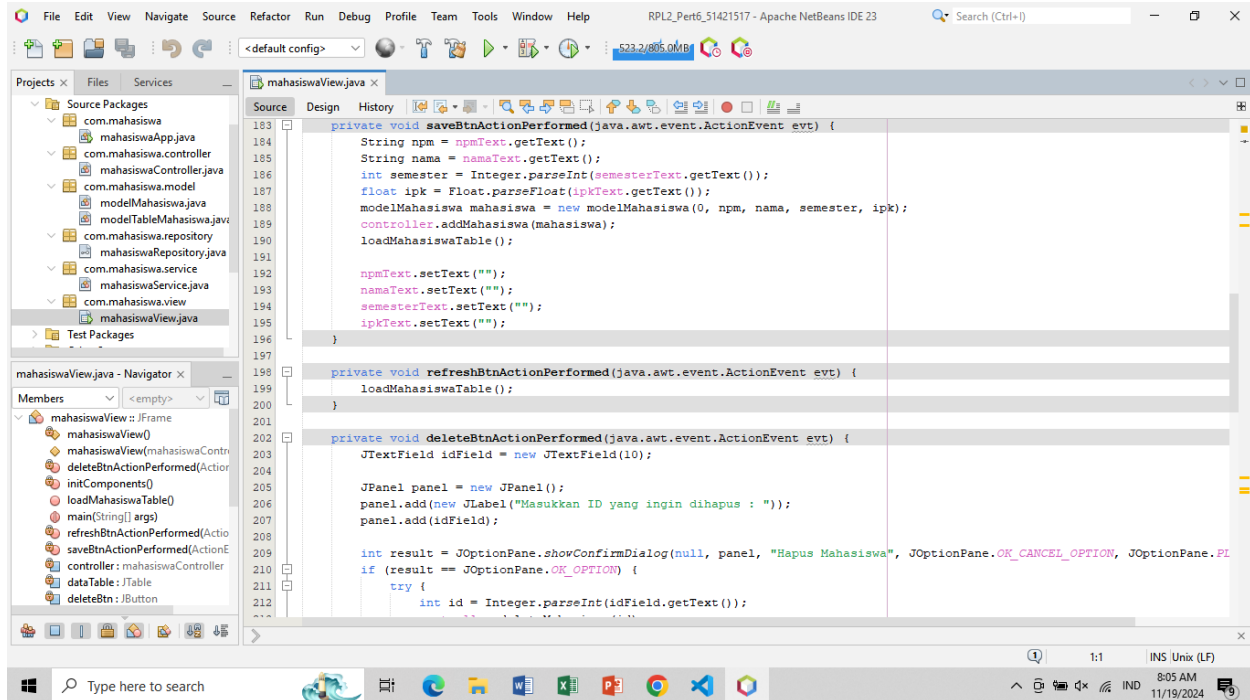 File Edit View Navigate Source Refactor Run Debug Profile Team Tools Window Help RPL2_Pert6_51421517 - Apache NetBeans IDE 23 Search (Ctrl+I)
<default config> 523.2/805.0MB
Projects Files Services
Source Packages
com.mahasiswa
mahasiswaApp.java
com.mahasiswa.controller
mahasiswaController.java
com.mahasiswa.model
modelMahasiswa.java
modelTableMahasiswa.java
com.mahasiswa.repository
mahasiswaRepository.java
com.mahasiswa.service
mahasiswaService.java
com.mahasiswa.view
mahasiswaView.java
Test Packages
mahasiswaView.java - Navigator
Members <empty>
mahasiswaView :: JFrame
mahasiswaView()
mahasiswaView(mahasiswaContr
deleteBtnActionPerformed(Action
initComponents()
loadMahasiswaTable()
main(String[] args)
refreshBtnActionPerformed(Actio
saveBtnActionPerformed(ActionE
controller : mahasiswaController
dataTable : JTable
deleteBtn : JButton
mahasiswaView.java
Source Design History
183 private void saveBtnActionPerformed(java.awt.event.ActionEvent evt) {
184 String npm = npmText.getText();
185 String nama = namaText.getText();
186 int semester = Integer.parseInt(semesterText.getText());
187 float ipk = Float.parseFloat(ipkText.getText());
188 modelMahasiswa mahasiswa = new modelMahasiswa(0, npm, nama, semester, ipk);
189 controller.addMahasiswa(mahasiswa);
190 loadMahasiswaTable();
191
192 npmText.setText("");
193 namaText.setText("");
194 semesterText.setText("");
195 ipkText.setText("");
196 }
197
198 private void refreshBtnActionPerformed(java.awt.event.ActionEvent evt) {
199 loadMahasiswaTable();
200 }
201
202 private void deleteBtnActionPerformed(java.awt.event.ActionEvent evt) {
203 JTextField idField = new JTextField(10);
204
205 JPanel panel = new JPanel();
206 panel.add(new JLabel("Masukkan ID yang ingin dihapus : "));
207 panel.add(idField);
208
209 int result = JOptionPane.showConfirmDialog(null, panel, "Hapus Mahasiswa", JOptionPane.OK_CANCEL_OPTION, JOptionPane.PL
210 if (result == JOptionPane.OK_OPTION) {
211 try {
212 int id = Integer.parseInt(idField.getText());
1:1 INS Unix (LF)
Type here to search IND 8:05 AM
11/19/2024